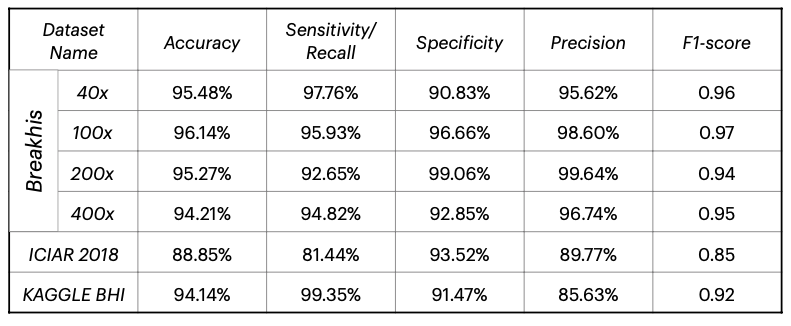 Dataset Name Accuracy Sensitivity/ Recall Specificity Precision F1-score
Breakhis
40x 95.48% 97.76% 90.83% 95.62% 0.96
100x 96.14% 95.93% 96.66% 98.60% 0.97
200x 95.27% 92.65% 99.06% 99.64% 0.94
400x 94.21% 94.82% 92.85% 96.74% 0.95
ICIAR 2018 88.85% 81.44% 93.52% 89.77% 0.85
KAGGLE BHI 94.14% 99.35% 91.47% 85.63% 0.92